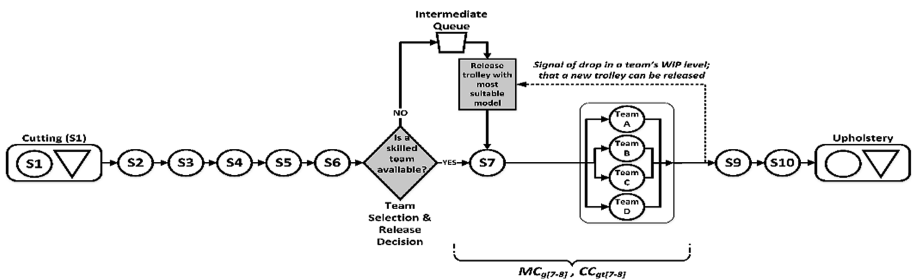 Intermediate
Queue
Release
trolley with
most
suitable
model
Signal of drop in a team's WIP level;
that a new trolley can be released
NO
Cutting (S1)
S1
S2
S3
S4
S5
S6
Is a
skilled
team
available?
YES
S7
Team
A
Team
B
Team
C
Team
D
S9
S10
Upholstery
Team
Selection &
Release
Decision
MCg[7-8] , CCgt[7-8]